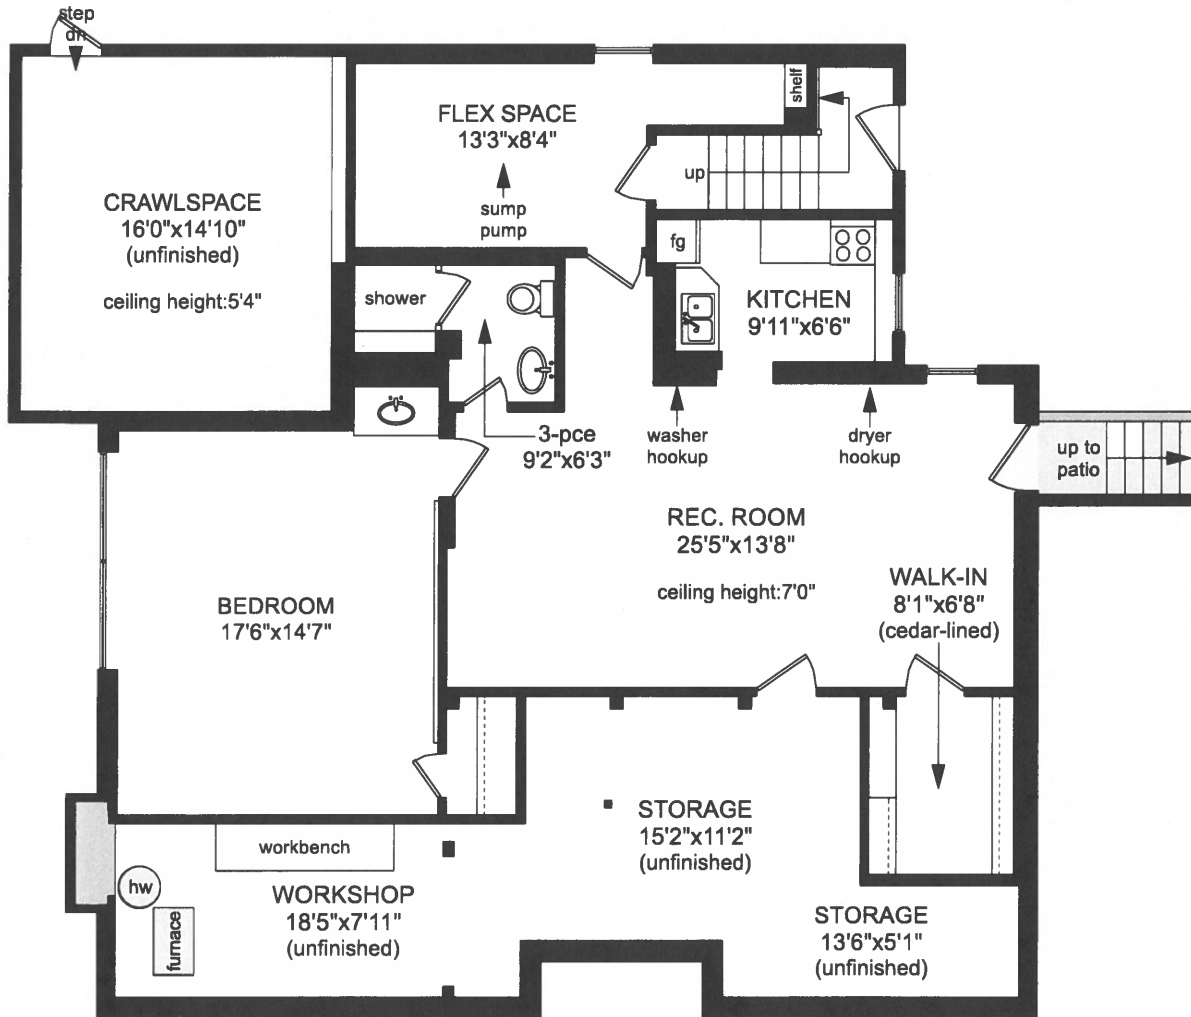 step
dn
FLEX SPACE
13'3"x8'4"
shelf
up
sump
pump
CRAWLSPACE
16'0"x14'10"
(unfinished)
ceiling height:5'4"
fg
shower
KITCHEN
9'11"x6'6"
3-pce
9'2"x6'3"
washer
hookup
dryer
hookup
up to
patio
REC. ROOM
25'5"x13'8"
ceiling height:7'0"
WALK-IN
8'1"x6'8"
(cedar-lined)
BEDROOM
17'6"x14'7"
STORAGE
15'2"x11'2"
(unfinished)
workbench
hw
WORKSHOP
18'5"x7'11"
(unfinished)
furnace
STORAGE
13'6"x5'1"
(unfinished)